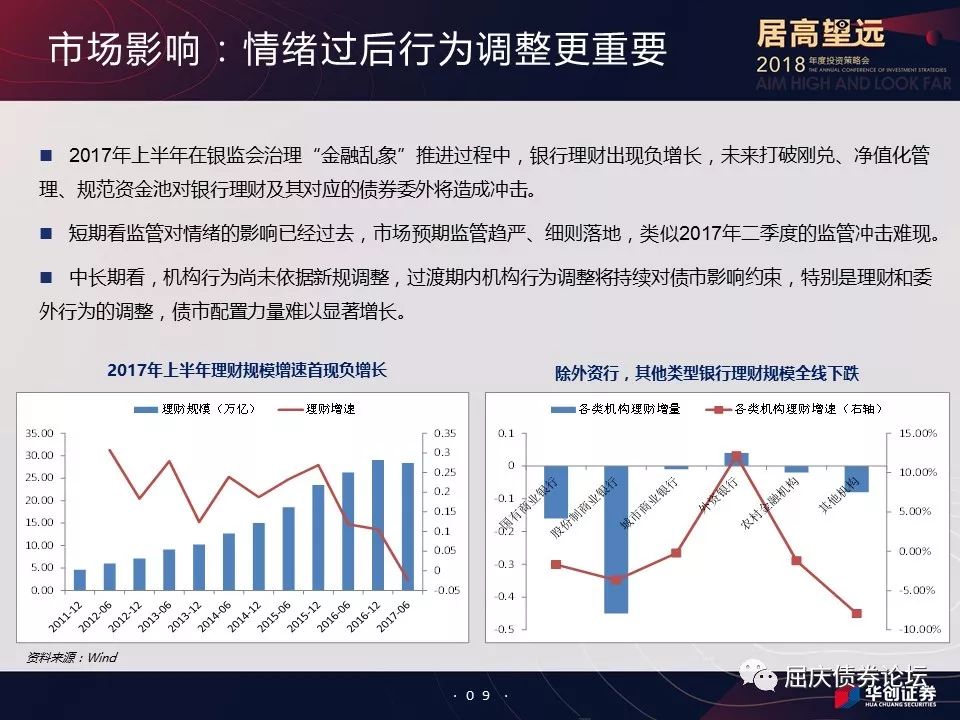 市场影响：情绪过后行为调整更重要
居高望远
2018 年度投资策略会
THE ANNUAL CONFERENCE OF INVESTMENT STRATEGIES
AIM HIGH AND LOOK FAR
2017年上半年在银监会治理“金融乱象”推进过程中，银行理财出现负增长，未来打破刚兑、净值化管
理、规范资金池对银行理财及其对应的债券委外将造成冲击。
短期看监管对情绪的影响已经过去，市场预期监管趋严、细则落地，类似2017年二季度的监管冲击难现。
中长期看，机构行为尚未依据新规调整，过渡期内机构行为调整将持续对债市影响约束，特别是理财和委
外行为的调整，债市配置力量难以显著增长。
2017年上半年理财规模增速首现负增长
理财规模（万亿） 理财增速
35.00
30.00
25.00
20.00
15.00
10.00
5.00
0.00
0.35
0.3
0.25
0.2
0.15
0.1
0.05
0
-0.05
2011-12 2012-06 2012-12 2013-06 2013-12 2014-06 2014-12 2015-06 2015-12 2016-06 2016-12 2017-06
除外资行，其他类型银行理财规模全线下跌
各类机构理财增量 各类机构理财增速（右轴）
0.1
0
-0.1
-0.2
-0.3
-0.4
-0.5
15.00%
10.00%
5.00%
0.00%
-5.00%
-10.00%
国有商业银行 股份制商业银行 城市商业银行 外资银行 农村金融机构 其他机构
资料来源：Wind
· 0 9 ·
屈庆债券论坛
华创证券
HUA CHUANG SECURITIES